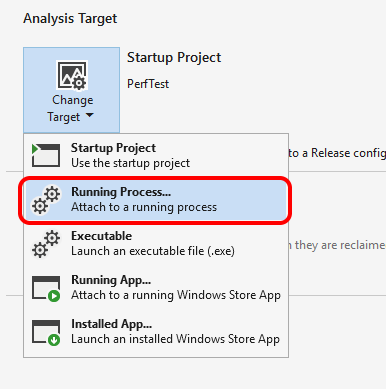 Analysis Target
Change
Target
Startup Project
PerfTest
Startup Project
Use the startup project
to a Release config
Running Process...
Attach to a running process
Executable
Launch an executable file (.exe)
n they are reclaime
Running App...
Attach to a running Windows Store App
Installed App...
Launch an installed Windows Store App